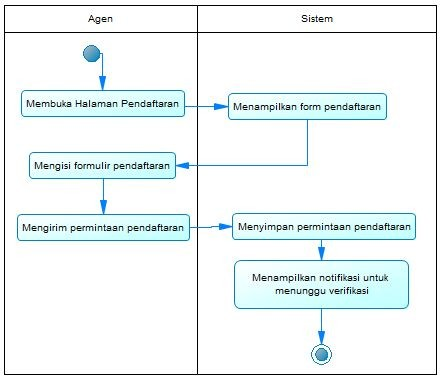 Agen
Sistem
Membuka Halaman Pendaftaran
Menampilkan form pendaftaran
Mengisi formulir pendaftaran
Mengirim permintaan pendaftaran
Menyimpan permintaan pendaftaran
Menampilkan notifikasi untuk
menunggu verifikasi